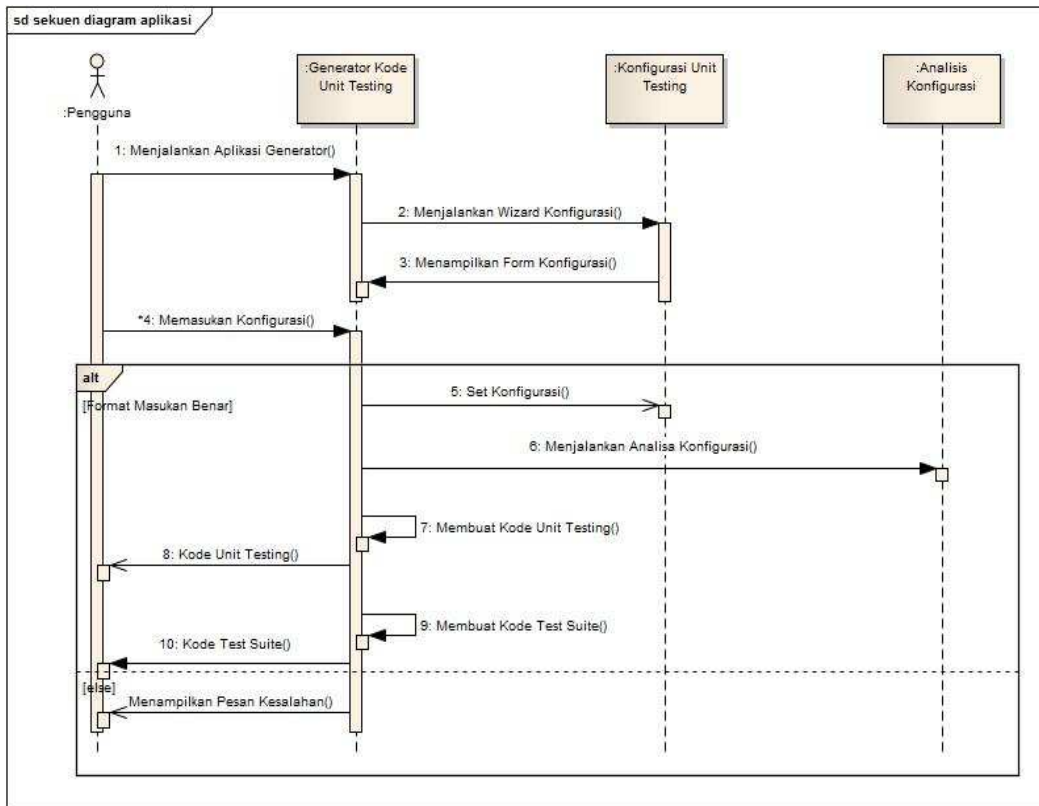 sd sekuen diagram aplikasi
:Pengguna
:Generator Kode
Unit Testing
:Konfigurasi Unit
Testing
:Analisis
Konfigurasi
1: Menjalankan Aplikasi Generator()
2: Menjalankan Wizard Konfigurasi()
3: Menampilkan Form Konfigurasi()
*4: Memasukan Konfigurasi()
alt
[Format Masukan Benar]
5: Set Konfigurasi()
6: Menjalankan Analisa Konfigurasi()
7: Membuat Kode Unit Testing()
8: Kode Unit Testing()
9: Membuat Kode Test Suite()
10: Kode Test Suite()
[else]
Menampilkan Pesan Kesalahan()